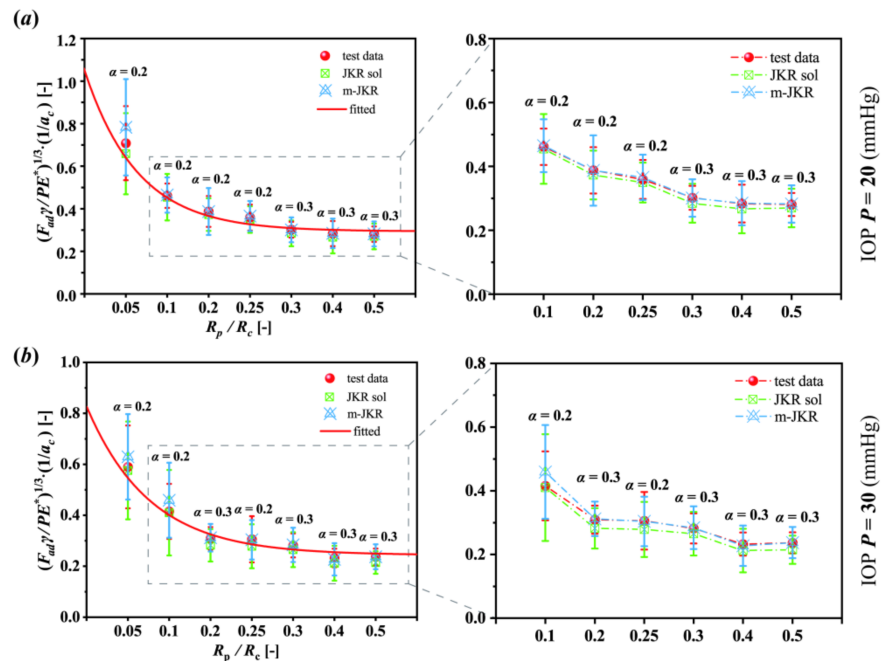 (a)
1.2
1.0
0.8
0.6
0.4
0.2
0.0
(F_adγ/PE*)^1/3·(1/a_c) [-]
α = 0.2
α = 0.2
α = 0.2
α = 0.2
α = 0.3
α = 0.3
α = 0.3
test data
JKR sol
m-JKR
fitted
0.05 0.1 0.2 0.25 0.3 0.4 0.5
R_p / R_c [-]
0.8
0.6
0.4
0.2
0.0
α = 0.2
α = 0.2
α = 0.2
α = 0.3
α = 0.3
α = 0.3
test data
JKR sol
m-JKR
0.1 0.2 0.25 0.3 0.4 0.5
IOP P = 20 (mmHg)
(b)
1.0
0.8
0.6
0.4
0.2
0.0
(F_adγ/PE*)^1/3·(1/a_c) [-]
α = 0.2
α = 0.2
α = 0.3
α = 0.2
α = 0.3
α = 0.3
α = 0.3
test data
JKR sol
m-JKR
fitted
0.05 0.1 0.2 0.25 0.3 0.4 0.5
R_p / R_c [-]
0.8
0.6
0.4
0.2
0.0
α = 0.2
α = 0.3
α = 0.2
α = 0.3
α = 0.3
α = 0.3
test data
JKR sol
m-JKR
0.1 0.2 0.25 0.3 0.4 0.5
IOP P = 30 (mmHg)